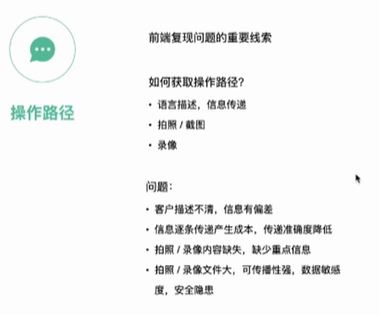 操作路径
前端复现问题的重要线索
如何获取操作路径?
• 语言描述，信息传递
• 拍照 / 截图
• 录像
问题：
• 客户描述不清，信息有偏差
• 信息逐条传递产生成本，传递准确度降低
• 拍照 / 录像内容缺失，缺少重点信息
• 拍照 / 录像文件大，可传播性强，数据敏感
度，安全隐患